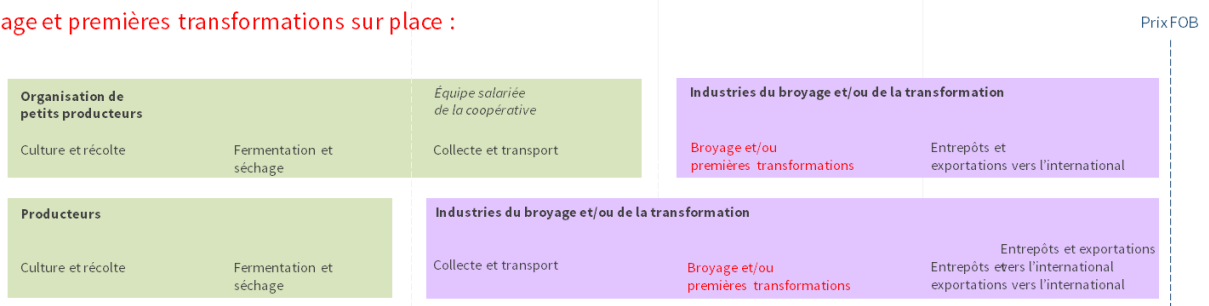 age et premières transformations sur place :
Prix FOB
Organisation de
petits producteurs
Équipe salariée
de la coopérative
Industries du broyage et/ou de la transformation
Culture et récolte
Fermentation et
séchage
Collecte et transport
Broyage et/ou
premières transformations
Entrepôts et
exportations vers l'international
Producteurs
Industries du broyage et/ou de la transformation
Culture et récolte
Fermentation et
séchage
Collecte et transport
Broyage et/ou
premières transformations
Entrepôts et exportations
vers l'international
Entrepôts et
exportations vers l'international